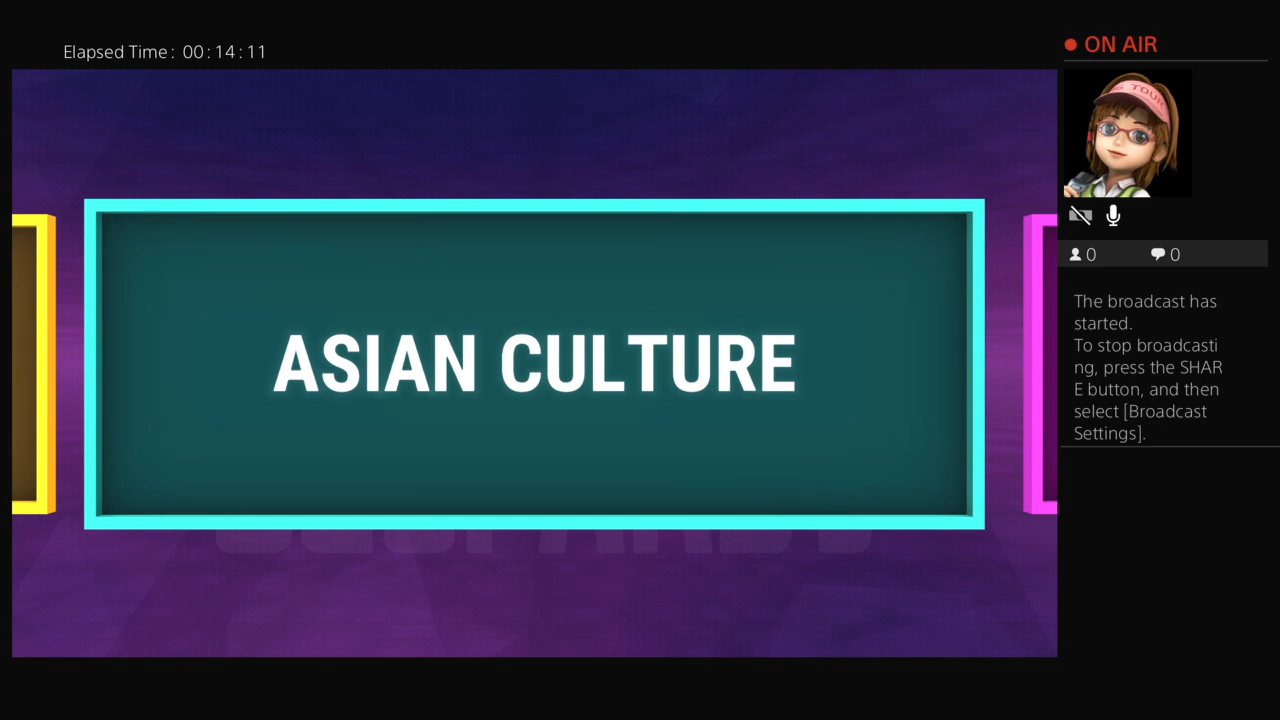 Elapsed Time: 00:14:11
ON AIR
G TOUR
0 0
ASIAN CULTURE
The broadcast has
started.
To stop broadcasti
ng, press the SHAR
E button, and then
select [Broadcast
Settings].